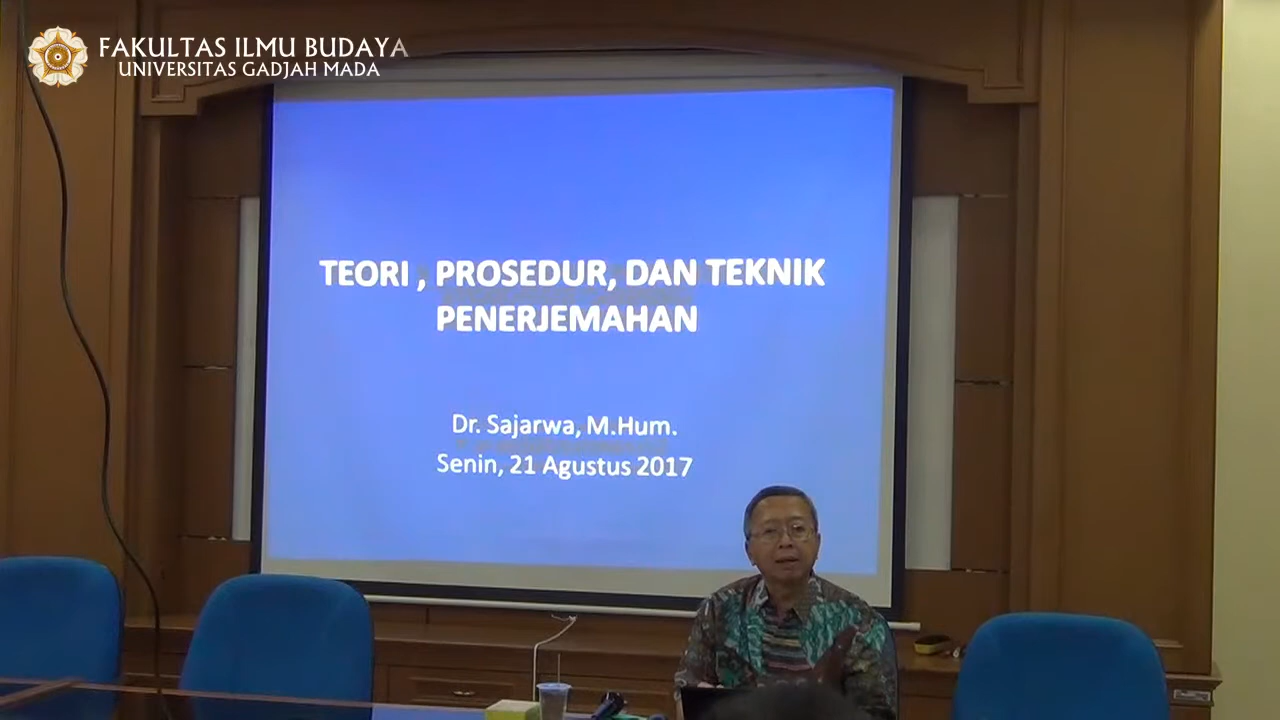 FAKULTAS ILMU BUDAYA
UNIVERSITAS GADJAH MADA
TEORI , PROSEDUR, DAN TEKNIK
PENERJEMAHAN
Dr. Sajarwa, M.Hum.
Senin, 21 Agustus 2017